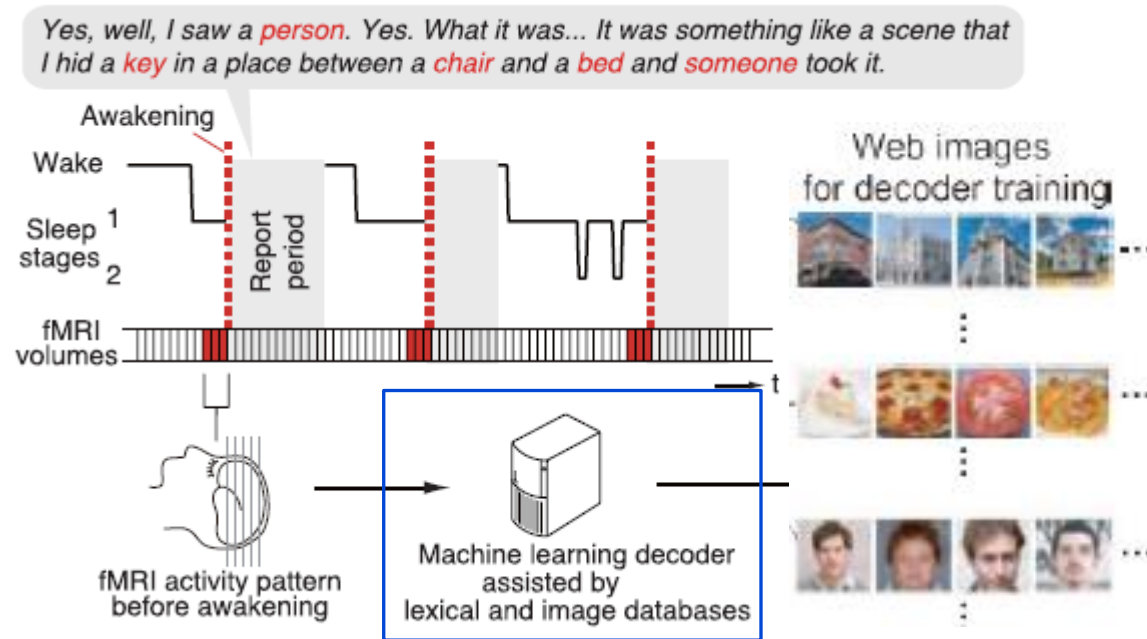 Yes, well, I saw a person. Yes. What it was... It was something like a scene that
I hid a key in a place between a chair and a bed and someone took it.
Awakening
Wake
Sleep
stages
1
2
Report
period
fMRI
volumes
t
Web images
for decoder training
fMRI activity pattern
before awakening
Machine learning decoder
assisted by
lexical and image databases